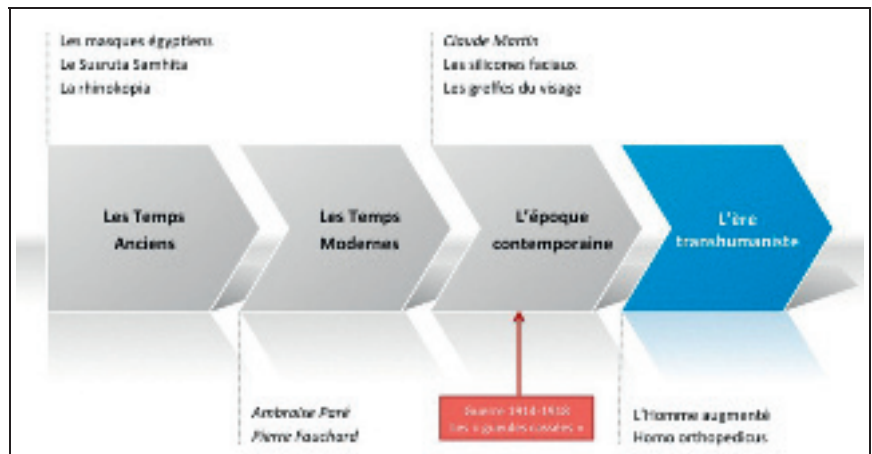 Les masques égyptiens
Le Susruta Samhita
La rhinokopia
Claude Martin
Les silicones faciaux
Les greffes du visage
Les Temps
Anciens
Les Temps
Modernes
L'époque
contemporaine
L'ère
transhumaniste
Ambroise Paré
Pierre Fauchard
Guerre 1914-1918
Les « gueules cassées »
L'Homme augmenté
Homo orthopedicus